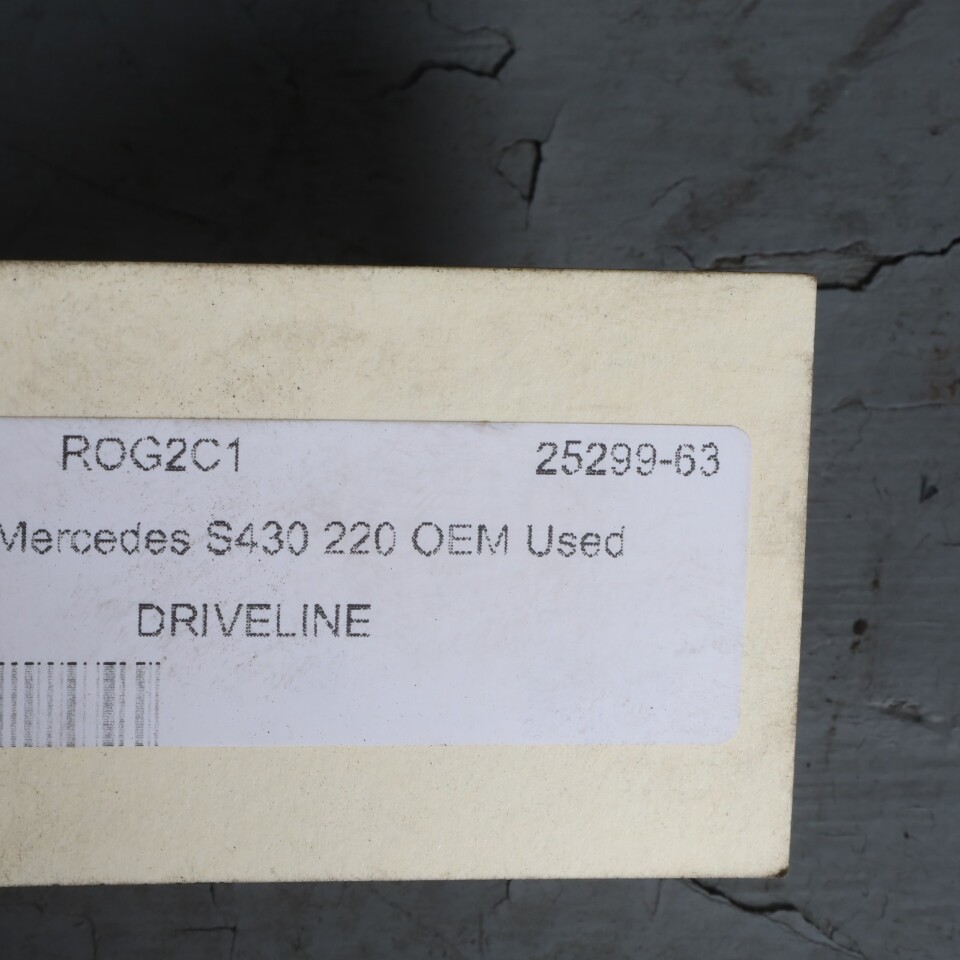 ROG2C1 25299-63
Mercedes S430 220 OEM Used
DRIVELINE